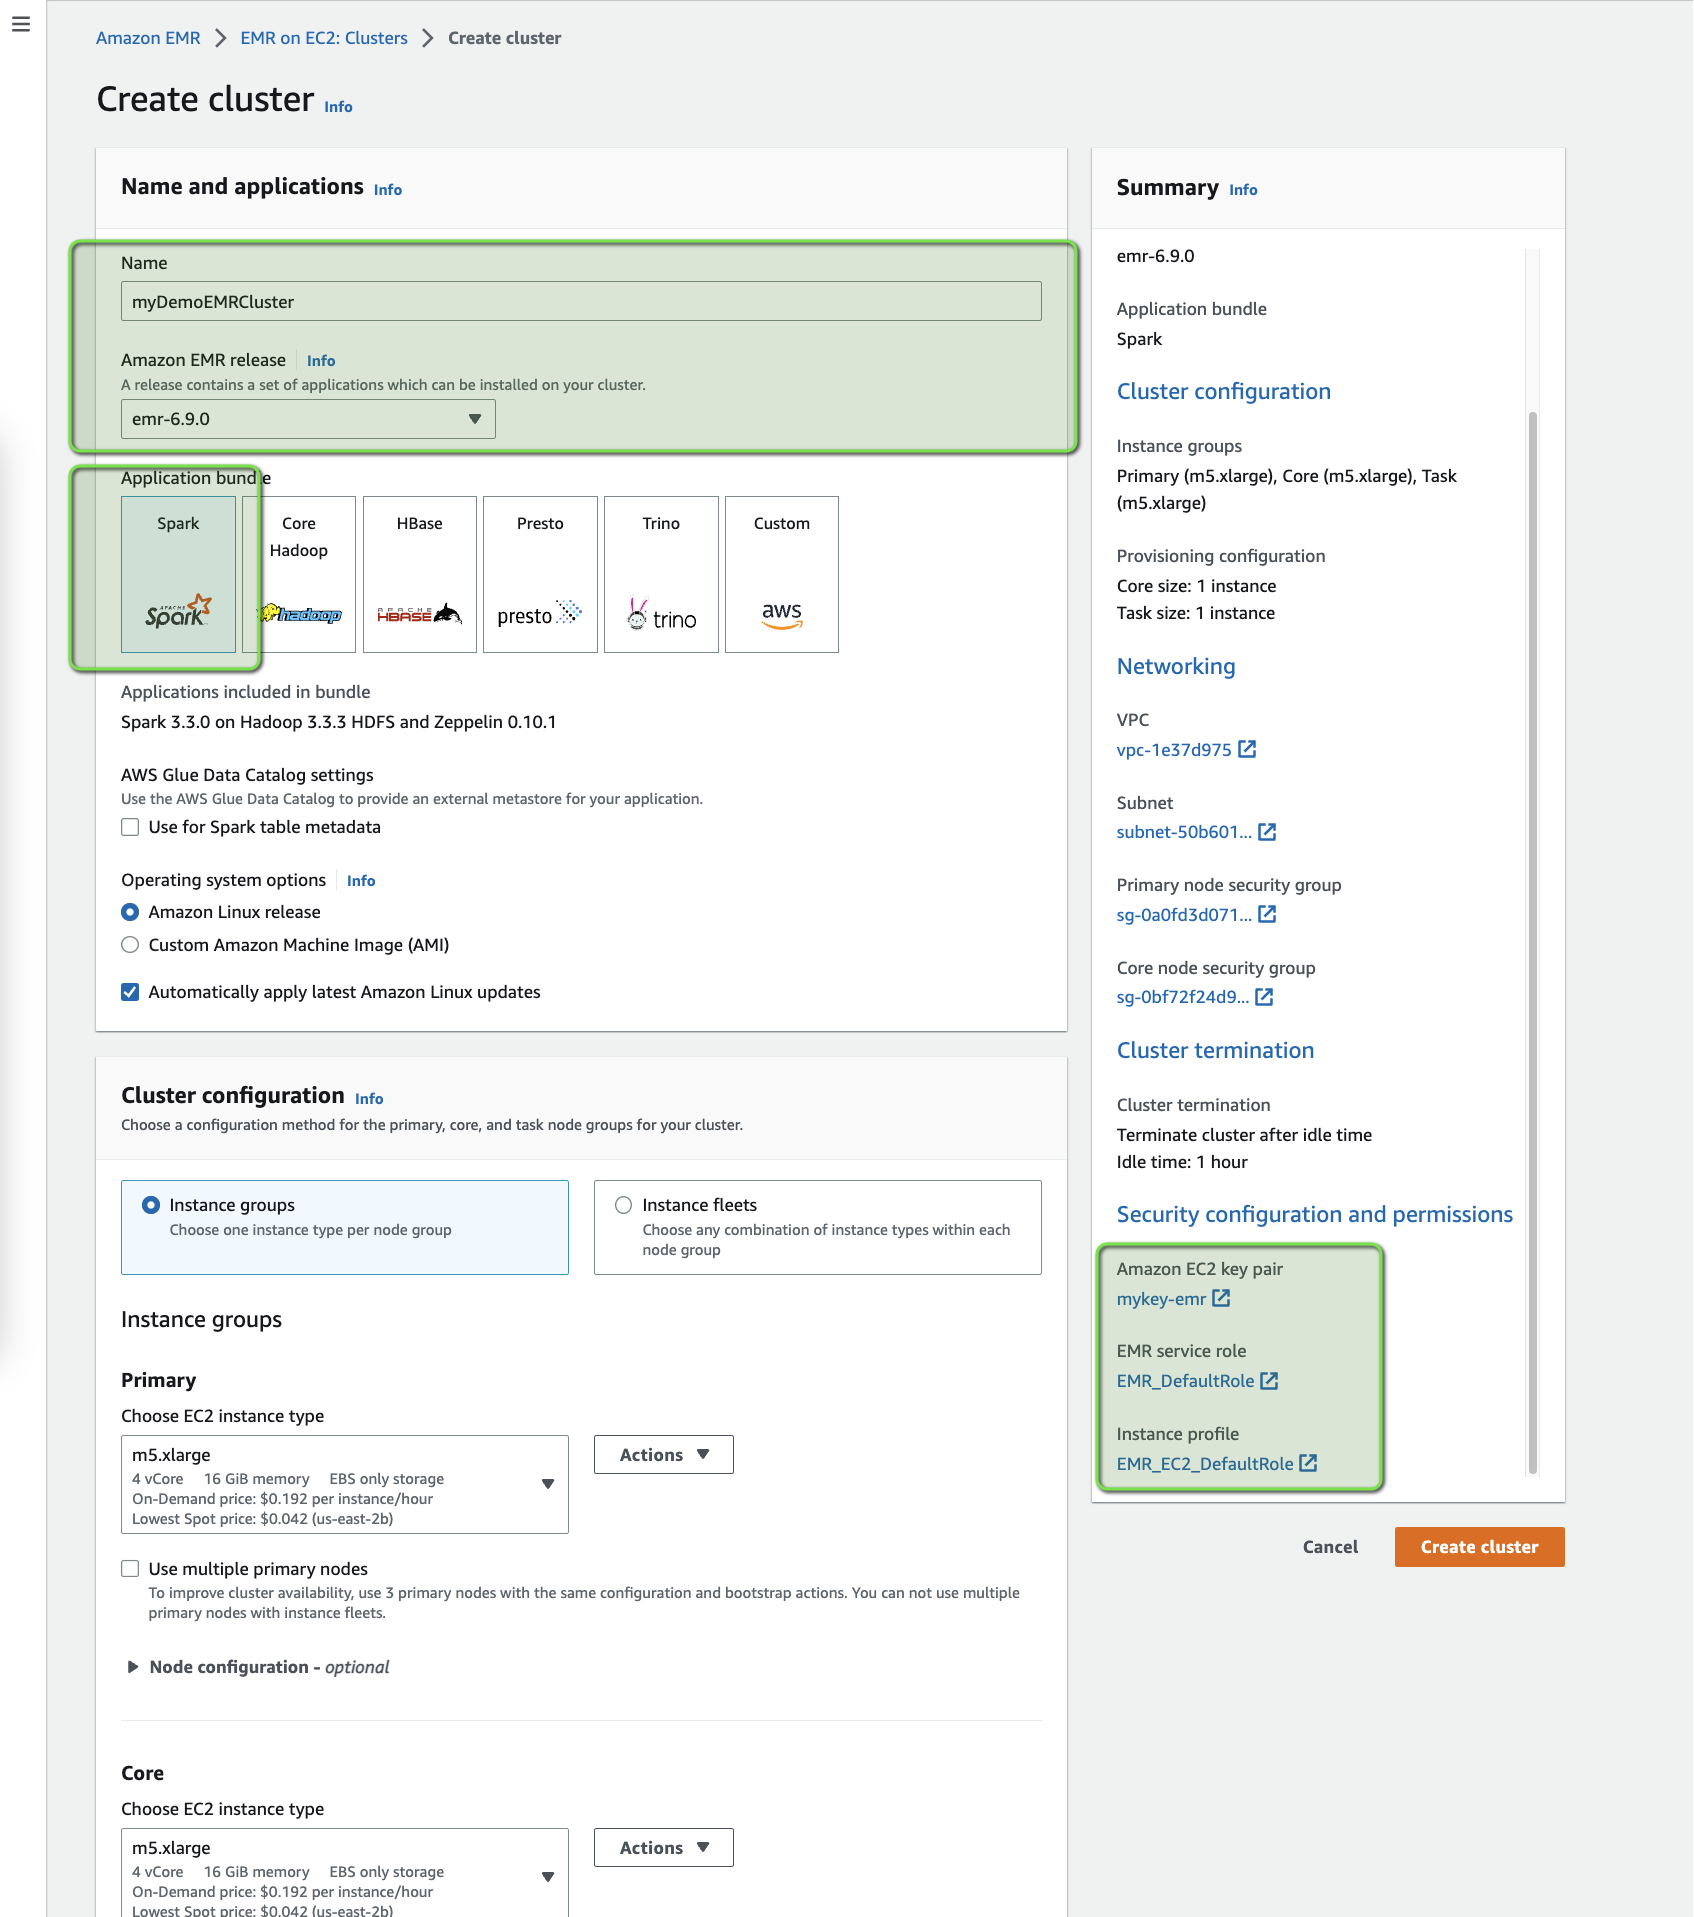 Amazon EMR > EMR on EC2: Clusters > Create cluster
Create cluster Info
Name and applications Info
Name
myDemoEMRCluster
Amazon EMR release Info
A release contains a set of applications which can be installed on your cluster.
emr-6.9.0
Application bundle
Spark
APACHE Spark
Core Hadoop
hadoop
HBase
APACHE HBASE
Presto
presto
Trino
trino
Custom
aws
Applications included in bundle
Spark 3.3.0 on Hadoop 3.3.3 HDFS and Zeppelin 0.10.1
AWS Glue Data Catalog settings
Use the AWS Glue Data Catalog to provide an external metastore for your application.
Use for Spark table metadata
Operating system options Info
Amazon Linux release
Custom Amazon Machine Image (AMI)
Automatically apply latest Amazon Linux updates
Cluster configuration Info
Choose a configuration method for the primary, core, and task node groups for your cluster.
Instance groups
Choose one instance type per node group
Instance fleets
Choose any combination of instance types within each
node group
Instance groups
Primary
Choose EC2 instance type
m5.xlarge
4 vCore 16 GiB memory EBS only storage
On-Demand price: $0.192 per instance/hour
Lowest Spot price: $0.042 (us-east-2b)
Actions
Use multiple primary nodes
To improve cluster availability, use 3 primary nodes with the same configuration and bootstrap actions. You can not use multiple
primary nodes with instance fleets.
Node configuration - optional
Core
Choose EC2 instance type
m5.xlarge
4 vCore 16 GiB memory EBS only storage
On-Demand price: $0.192 per instance/hour
Lowest Spot price: $0.042 (us-east-2b)
Actions
Summary Info
emr-6.9.0
Application bundle
Spark
Cluster configuration
Instance groups
Primary (m5.xlarge), Core (m5.xlarge), Task
(m5.xlarge)
Provisioning configuration
Core size: 1 instance
Task size: 1 instance
Networking
VPC
vpc-1e37d975
Subnet
subnet-50b601...
Primary node security group
sg-0a0fd3d071...
Core node security group
sg-0bf72f24d9...
Cluster termination
Cluster termination
Terminate cluster after idle time
Idle time: 1 hour
Security configuration and permissions
Amazon EC2 key pair
mykey-emr
EMR service role
EMR_DefaultRole
Instance profile
EMR_EC2_DefaultRole
Cancel
Create cluster